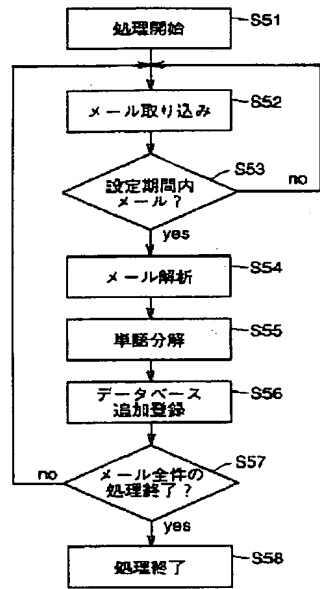 処理開始
S51
メール取り込み
S52
設定期間内
メール?
S53
no
yes
メール解析
S54
単語分解
S55
データベース
追加登録
S56
メール全件の
処理終了?
S57
no
yes
処理終了
S58